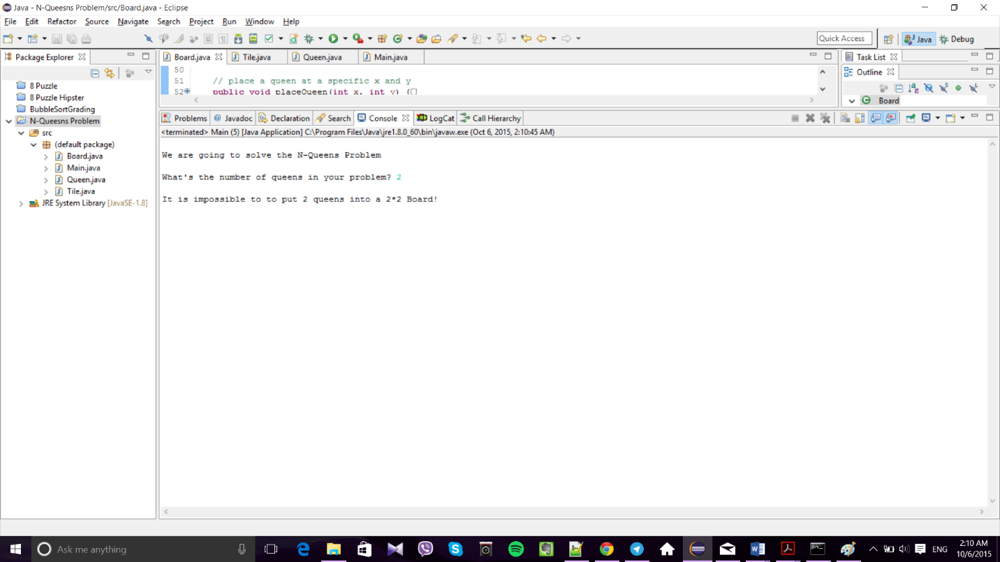 Java - N-Queesns Problem/src/Board.java - Eclipse
File Edit Refactor Source Navigate Search Project Run Window Help
Quick Access Java Debug
Package Explorer
8 Puzzle
8 Puzzle Hipster
BubbleSortGrading
N-Queesns Problem
src
(default package)
Board.java
Main.java
Queen.java
Tile.java
JRE System Library [JavaSE-1.8]
Board.java Tile.java Queen.java Main.java
50
51 // place a queen at a specific x and y
52 public void placeQueen(int x, int y) {
Task List
Outline
Board
Problems Javadoc Declaration Search Console LogCat Call Hierarchy
<terminated> Main (5) [Java Application] C:\Program Files\Java\jre1.8.0_60\bin\javaw.exe (Oct 6, 2015, 2:10:45 AM)
We are going to solve the N-Queens Problem
What's the number of queens in your problem? 2
It is impossible to to put 2 queens into a 2*2 Board!
Ask me anything
ENG
2:10 AM
10/6/2015